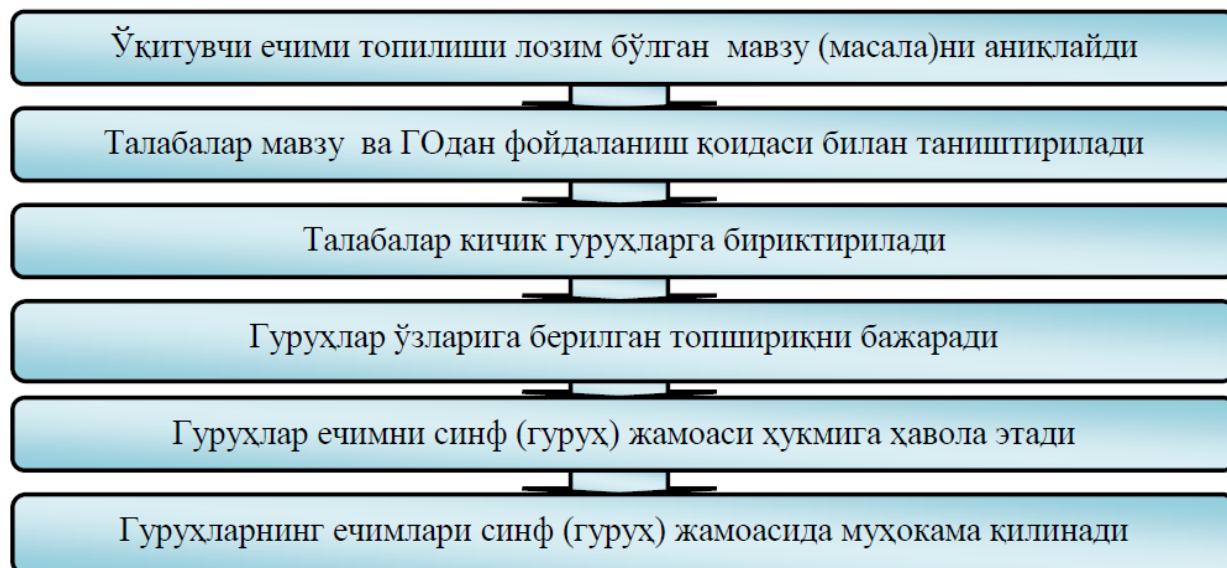 Ўқитувчи ечими топилиши лозим бўлган мавзу (масала)ни аниқлайди
Талабалар мавзу ва ГОдан фойдаланиш қоидаси билан таништирилади
Талабалар кичик гуруҳларга бириктирилади
Гуруҳлар ўзларига берилган топшириқни бажаради
Гуруҳлар ечимни синф (гуруҳ) жамоаси ҳукмига ҳавола этади
Гуруҳларнинг ечимлари синф (гуруҳ) жамоасида муҳокама қилинади